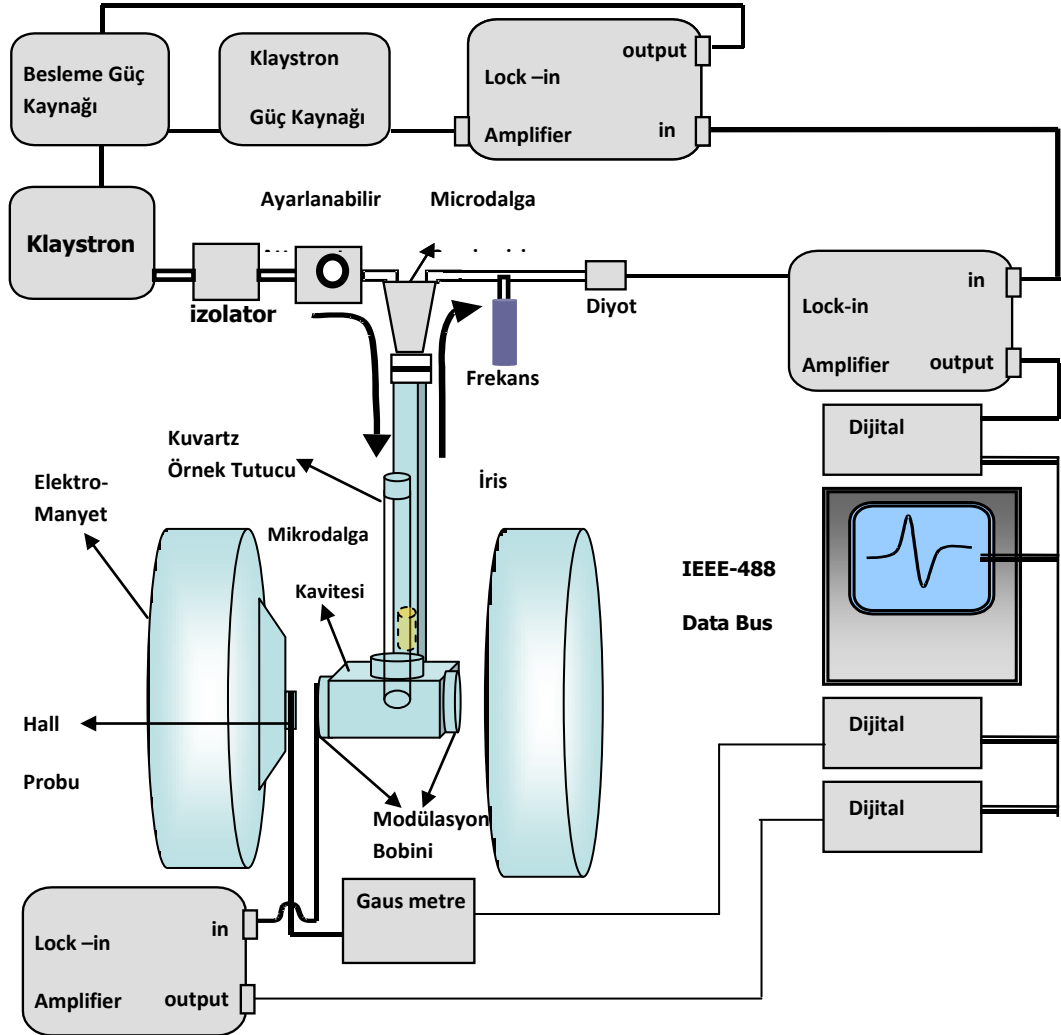 Besleme Güç
Kaynağı
Klaystron
Güç Kaynağı
output
Lock –in
Amplifier
in
Klaystron
izolator
Ayarlanabilir
Microdalga
Diyot
Frekans
in
Lock-in
Amplifier
output
Dijital
Kuvartz
Örnek Tutucu
İris
Elektro-
Manyet
Mikrodalga
Kavitesi
IEEE-488
Data Bus
Hall
Probu
Modülasyon
Bobini
Dijital
Dijital
Gaus metre
in
Lock –in
Amplifier
output